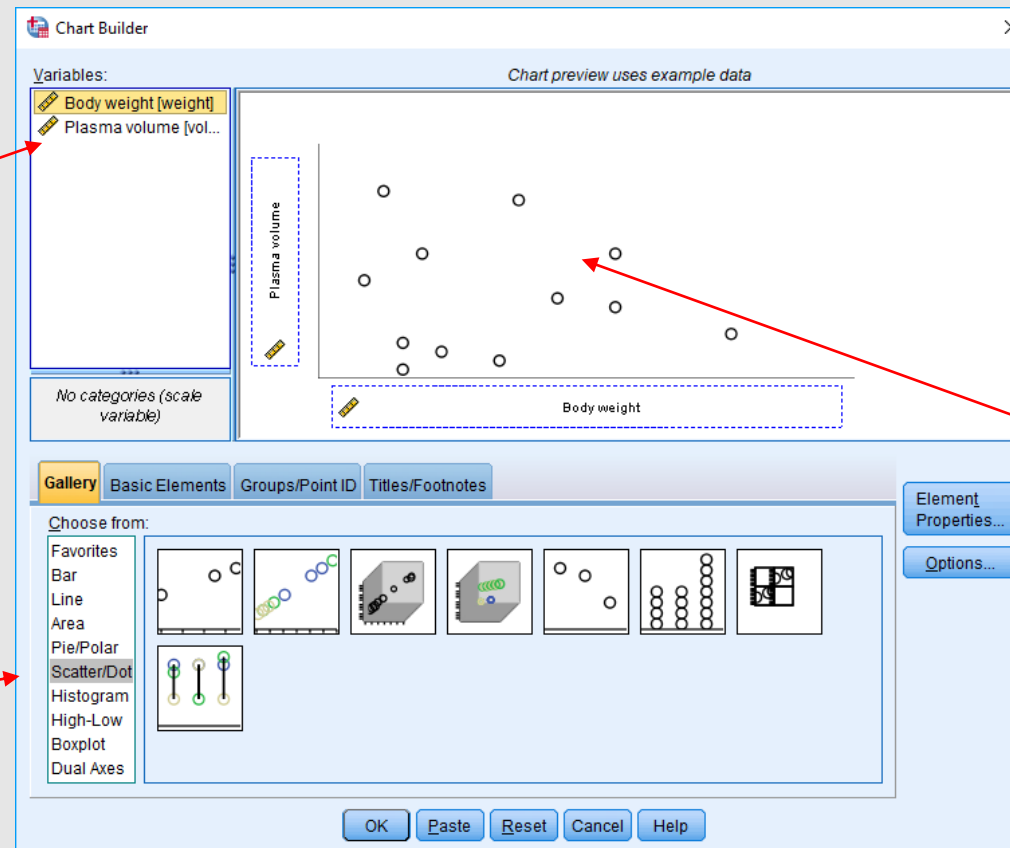 Chart Builder
Variables:
Chart preview uses example data
Body weight [weight]
Plasma volume [vol...
Plasma volume
Body weight
No categories (scale
variable)
Gallery
Basic Elements
Groups/Point ID
Titles/Footnotes
Choose from:
Favorites
Bar
Line
Area
Pie/Polar
Scatter/Dot
Histogram
High-Low
Boxplot
Dual Axes
Element
Properties...
Options...
OK
Paste
Reset
Cancel
Help